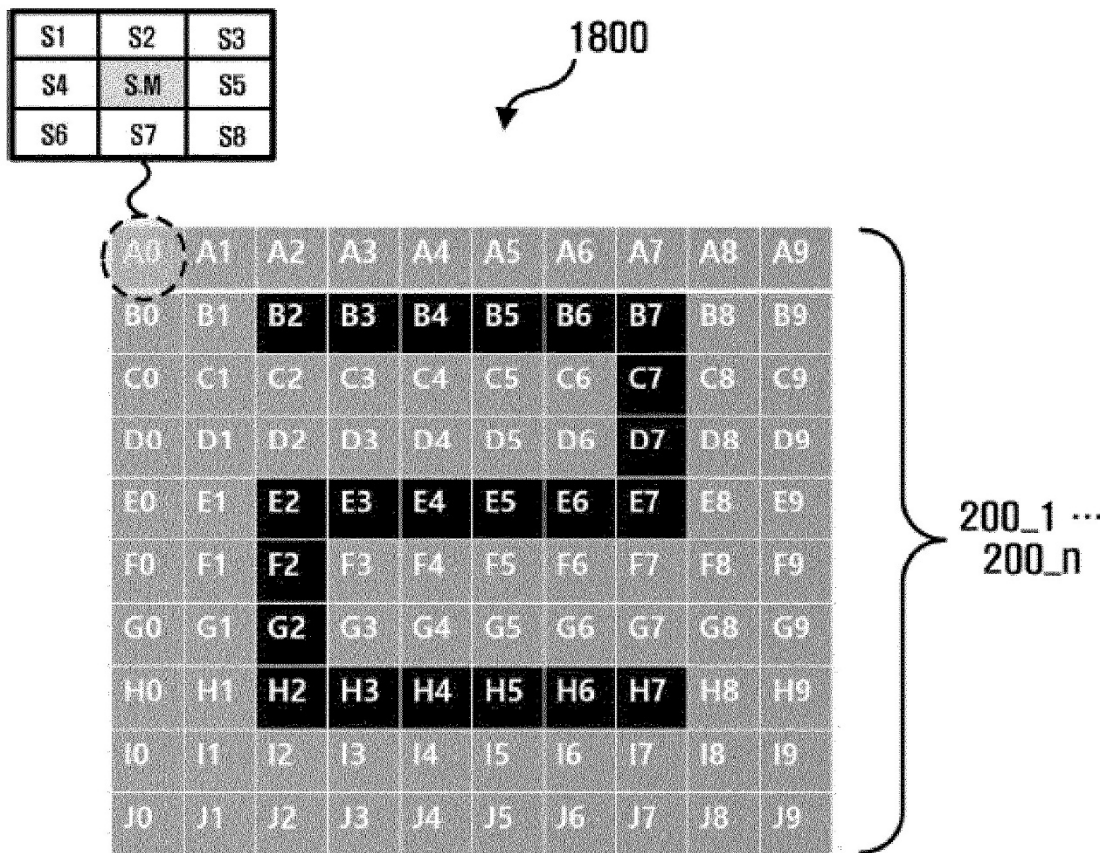 S1 S2 S3
S4 S.M S5
S6 S7 S8
1800
A0 A1 A2 A3 A4 A5 A6 A7 A8 A9
B0 B1 B2 B3 B4 B5 B6 B7 B8 B9
C0 C1 C2 C3 C4 C5 C6 C7 C8 C9
D0 D1 D2 D3 D4 D5 D6 D7 D8 D9
E0 E1 E2 E3 E4 E5 E6 E7 E8 E9
F0 F1 F2 F3 F4 F5 F6 F7 F8 F9
G0 G1 G2 G3 G4 G5 G6 G7 G8 G9
H0 H1 H2 H3 H4 H5 H6 H7 H8 H9
I0 I1 I2 I3 I4 I5 I6 I7 I8 I9
J0 J1 J2 J3 J4 J5 J6 J7 J8 J9
200_1 ···
200_n